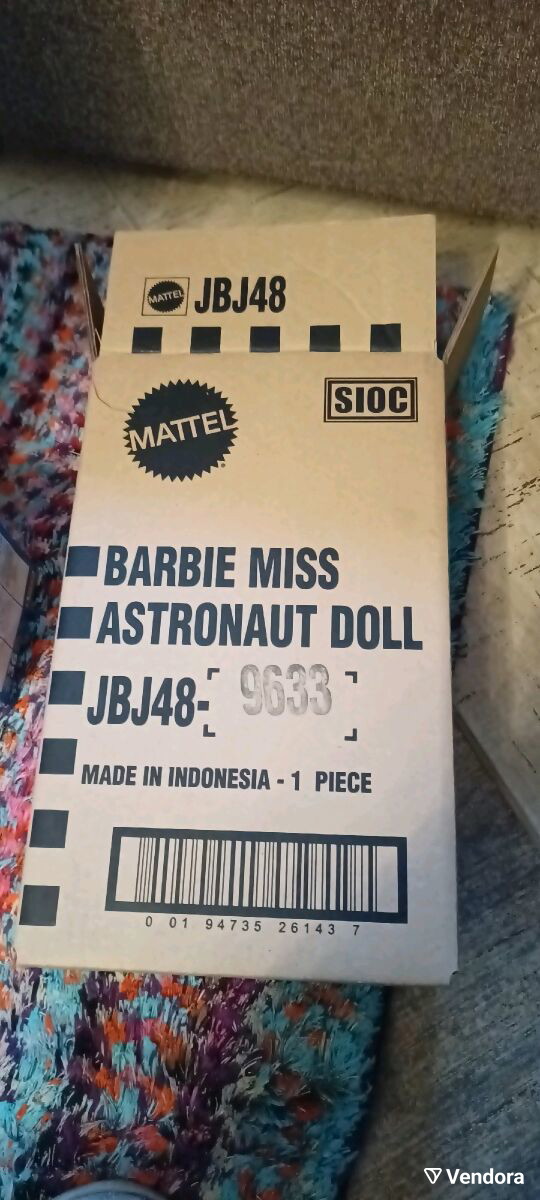 MATTEL JBJ48
MATTEL
SIOC
BARBIE MISS
ASTRONAUT DOLL
JBJ48- 9633
MADE IN INDONESIA - 1 PIECE
0 01 94735 26143 7
Vendora